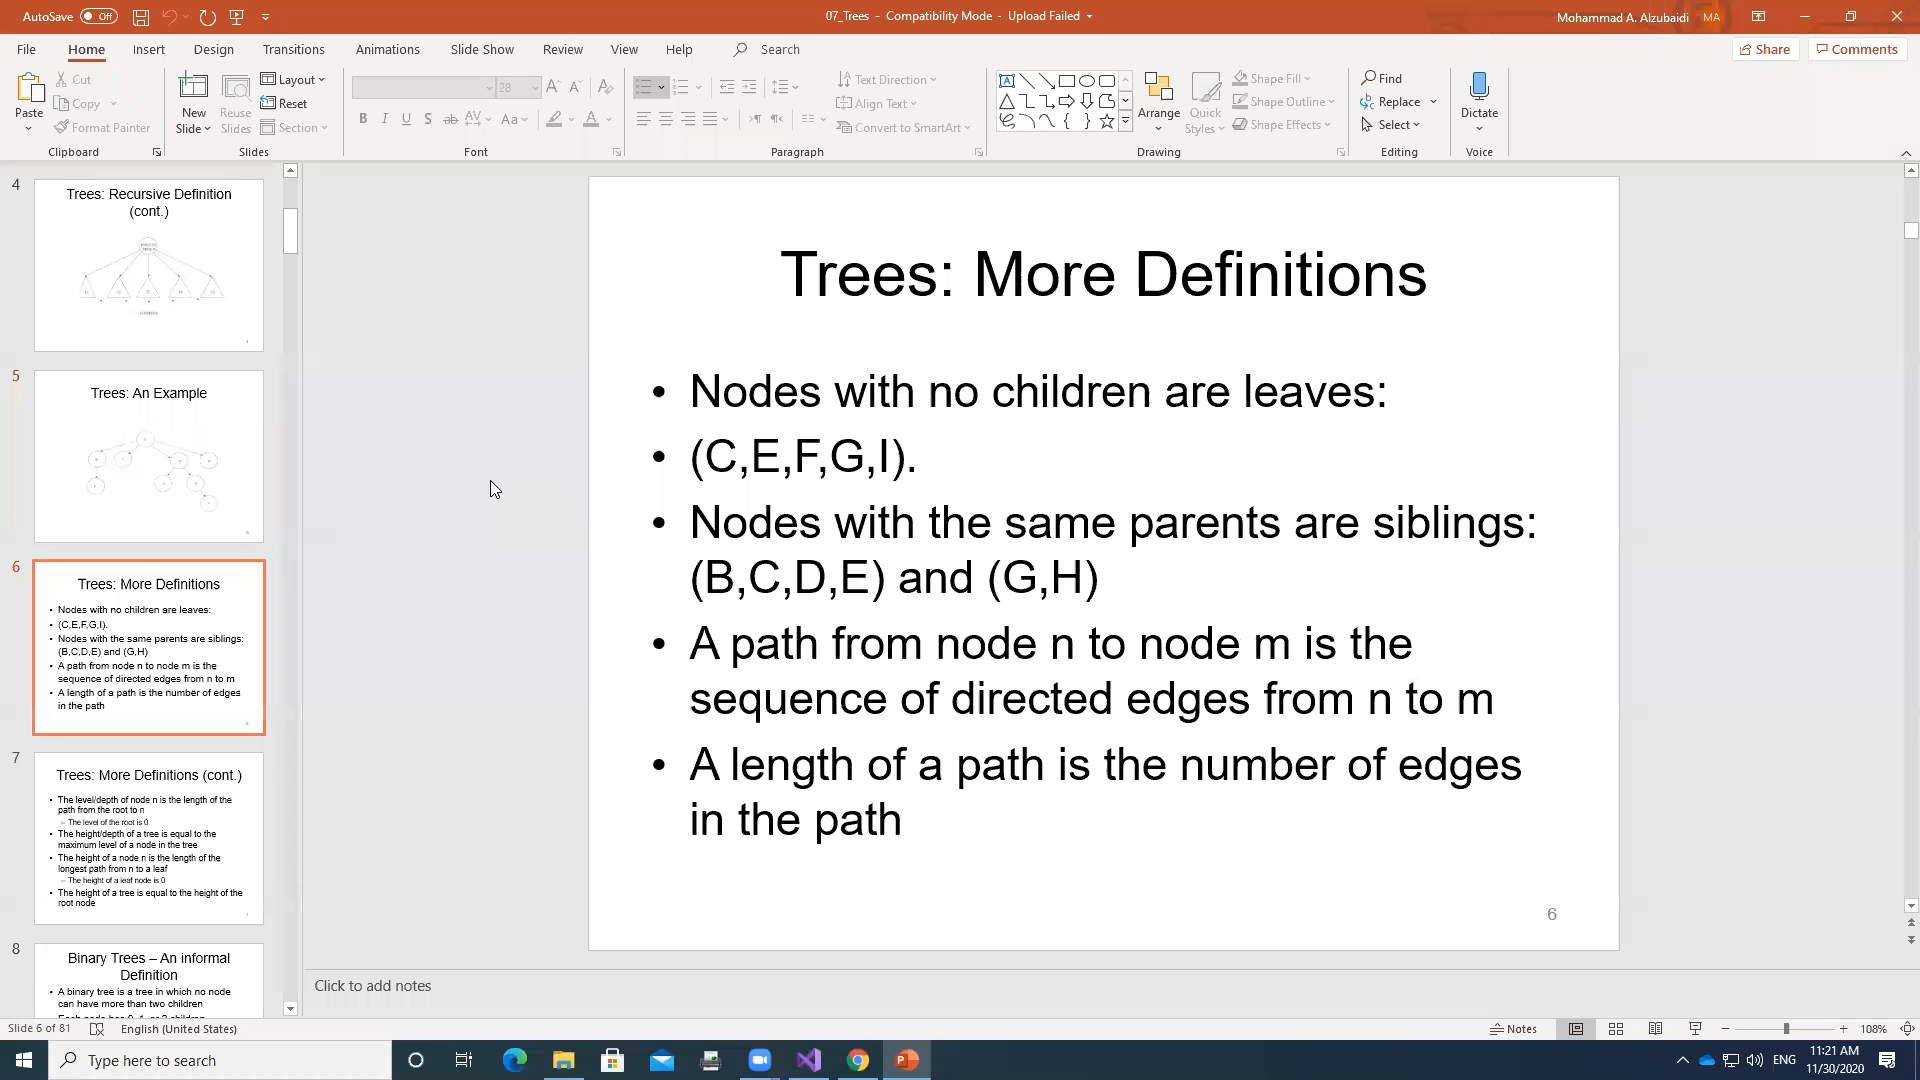 AutoSave Off
07_Trees - Compatibility Mode - Upload Failed
Mohammad A. Alzubaidi MA
File Home Insert Design Transitions Animations Slide Show Review View Help Search
Share Comments
Paste
Cut
Copy
Format Painter
Clipboard
New Slide
Reuse Slides
Layout
Reset
Section
Slides
28
B I U S ab AV Aa A
Font
Text Direction
Align Text
Convert to SmartArt
Paragraph
Arrange
Quick Styles
Shape Fill
Shape Outline
Shape Effects
Drawing
Find
Replace
Select
Editing
Dictate
Voice
4
Trees: Recursive Definition
(cont.)
5
Trees: An Example
6
Trees: More Definitions
• Nodes with no children are leaves:
• (C,E,F,G,I).
• Nodes with the same parents are siblings:
(B,C,D,E) and (G,H)
• A path from node n to node m is the
sequence of directed edges from n to m
• A length of a path is the number of edges
in the path
7
Trees: More Definitions (cont.)
• The level/depth of node n is the length of the
path from the root to n
– The level of the root is 0
• The height/depth of a tree is equal to the
maximum level of a node in the tree
• The height of a node n is the length of the
longest path from n to a leaf
– The height of a leaf node is 0
• The height of a tree is equal to the height of the
root node
8
Binary Trees – An informal
Definition
• A binary tree is a tree in which no node
can have more than two children
Trees: More Definitions
• Nodes with no children are leaves:
• (C,E,F,G,I).
• Nodes with the same parents are siblings:
(B,C,D,E) and (G,H)
• A path from node n to node m is the
sequence of directed edges from n to m
• A length of a path is the number of edges
in the path
6
Click to add notes
Slide 6 of 81 English (United States)
Notes 108%
Type here to search
ENG
11:21 AM
11/30/2020